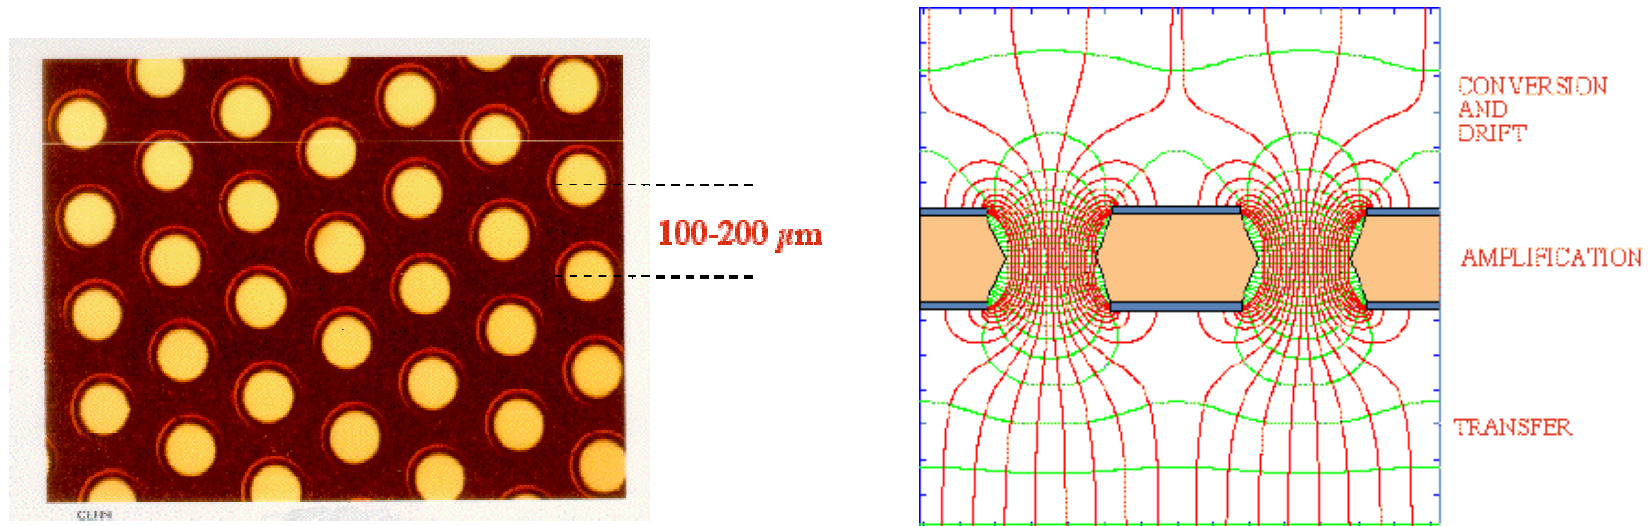 100-200 µm
CONVERSION
AND
DRIFT
AMPLIFICATION
TRANSFER